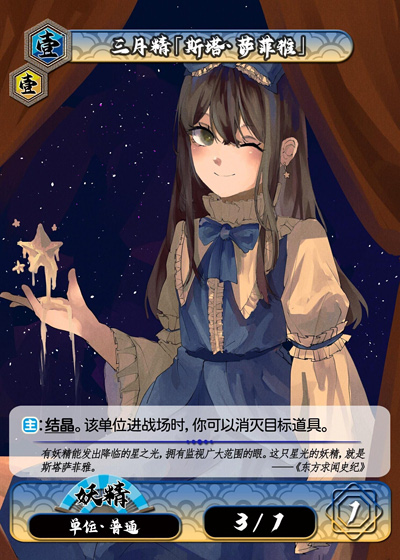 壹
三月精「斯塔·萨菲雅」
壹
主:结晶。该单位进战场时,你可以消灭目标道具。
有妖精能发出降临的星之光,拥有监视广大范围的眼。这只星光的妖精,就是
斯塔萨菲雅。 ——《东方求闻史纪》
妖精
单位·普通
3/1
1